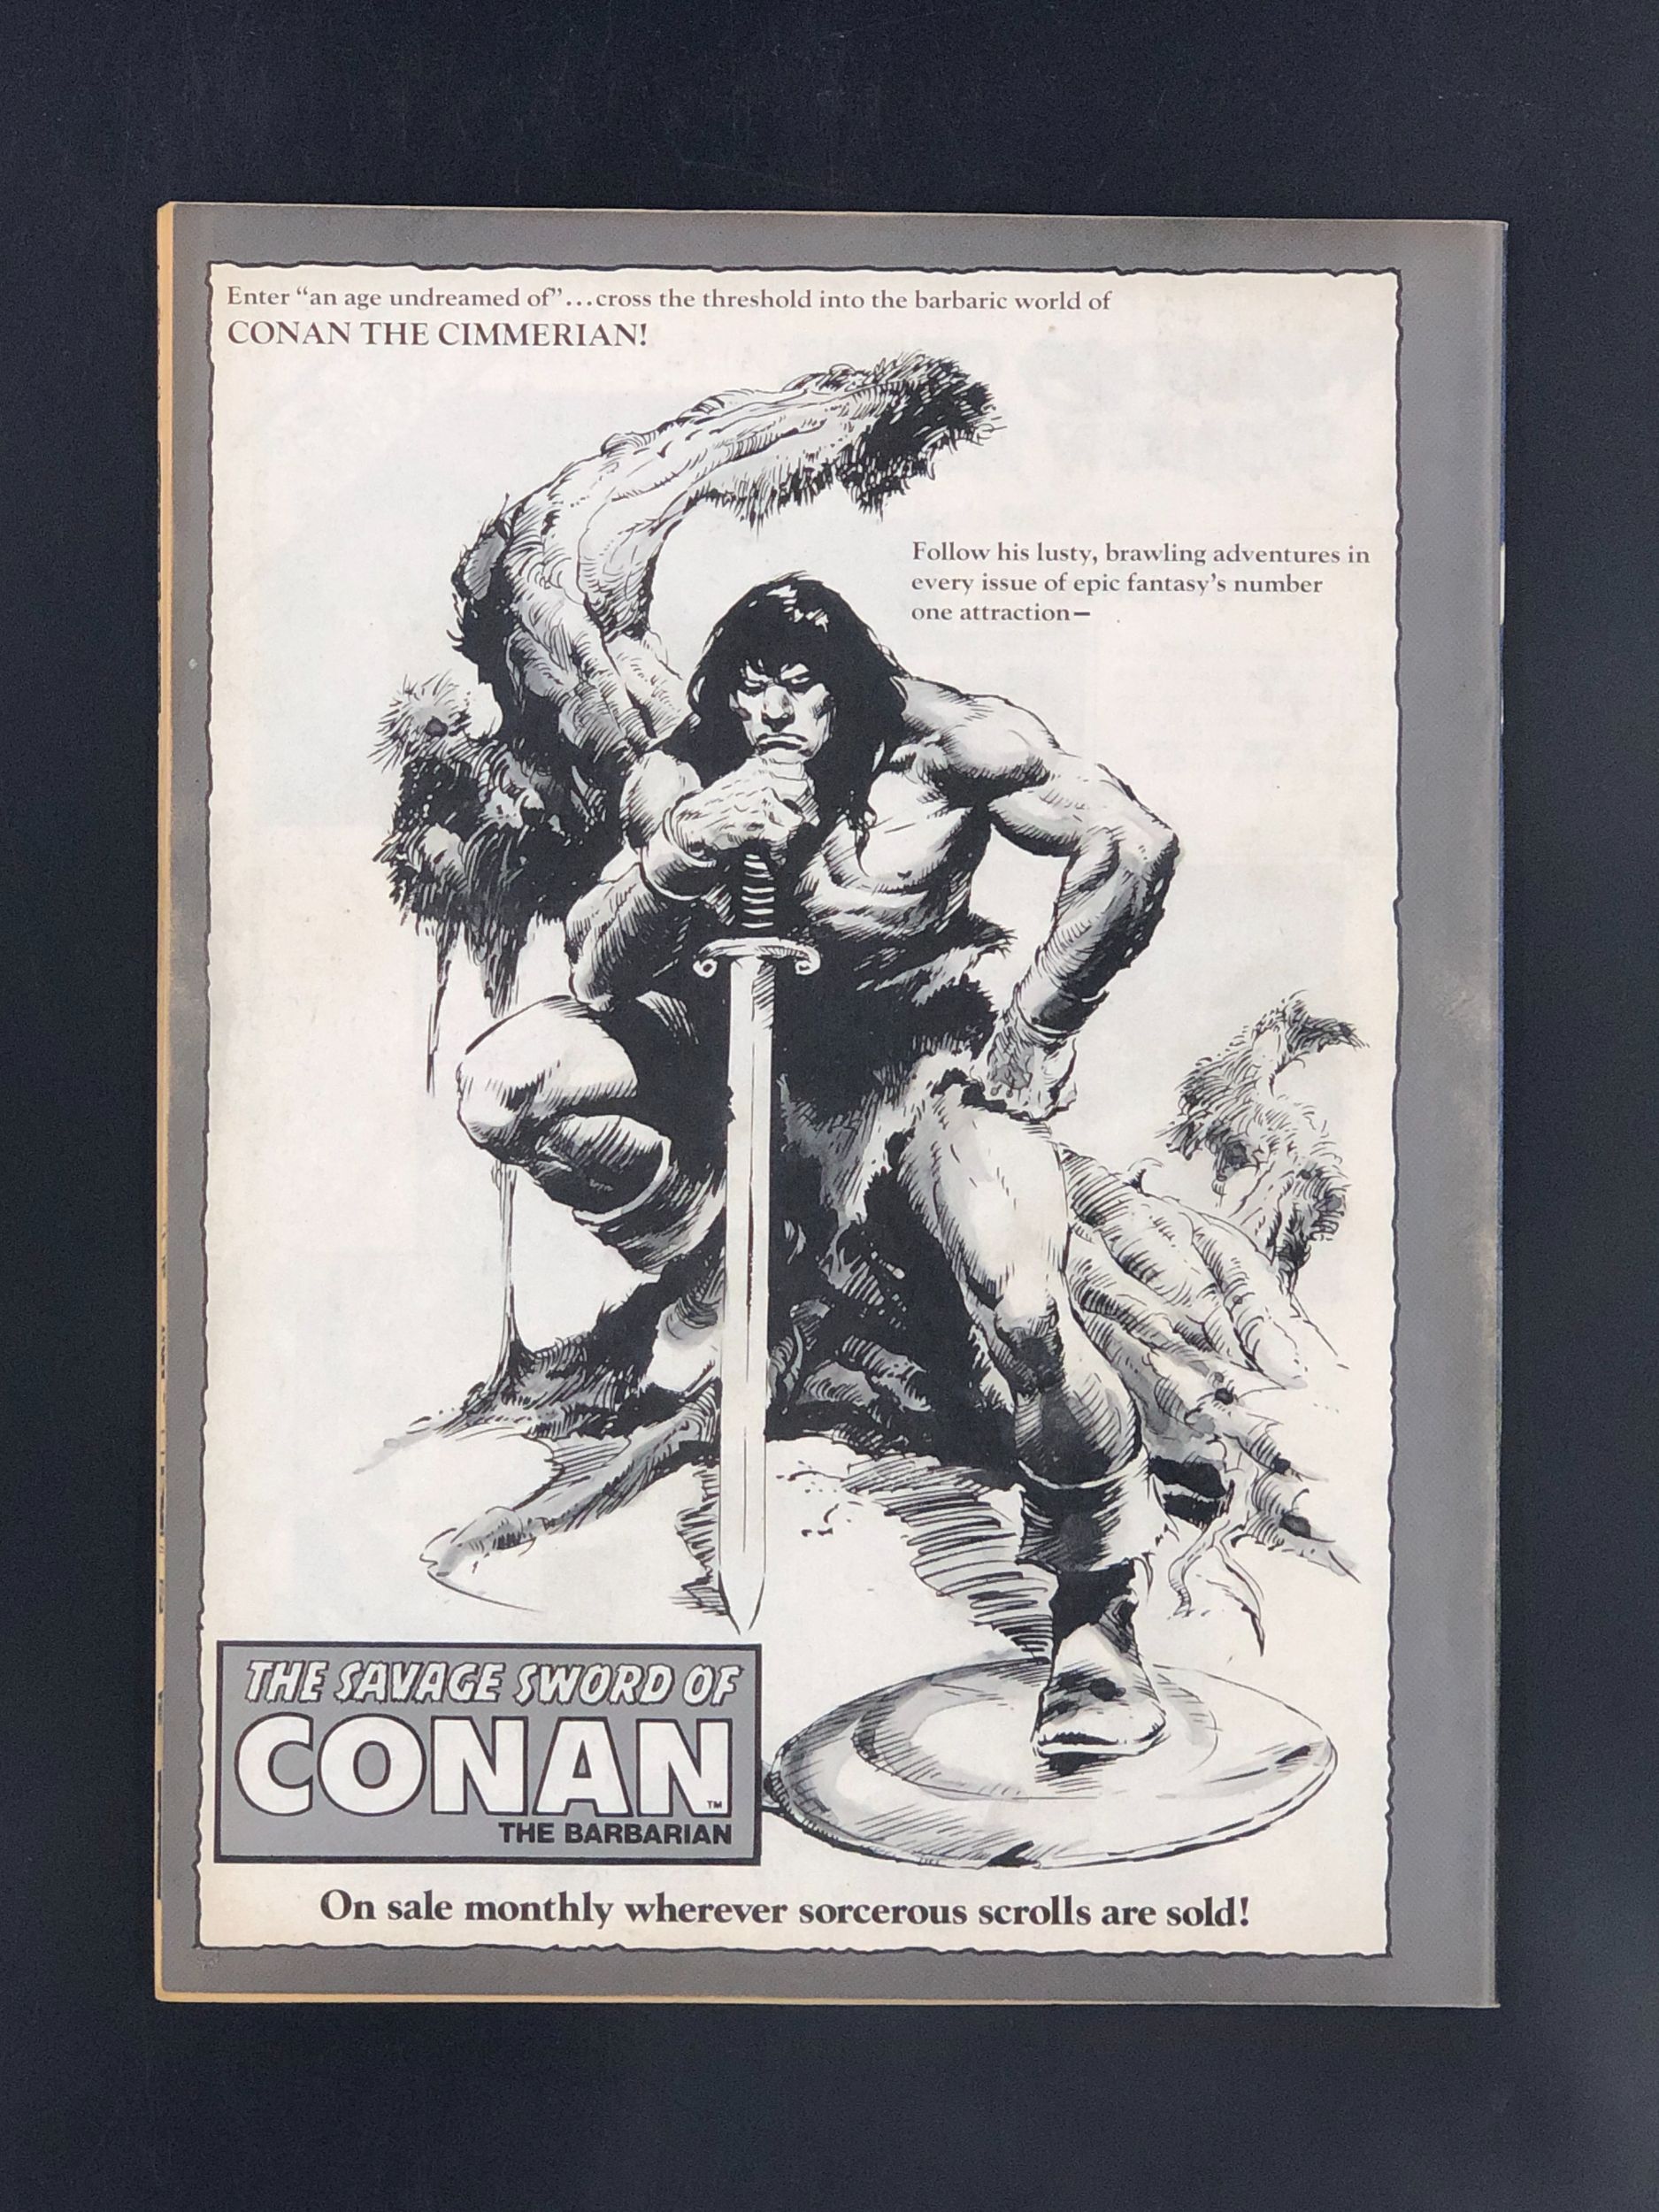 Enter “an age undreamed of”...cross the threshold into the barbaric world of
CONAN THE CIMMERIAN!
Follow his lusty, brawling adventures in
every issue of epic fantasy’s number
one attraction—
THE SAVAGE SWORD OF
CONAN™
THE BARBARIAN
On sale monthly wherever sorcerous scrolls are sold!